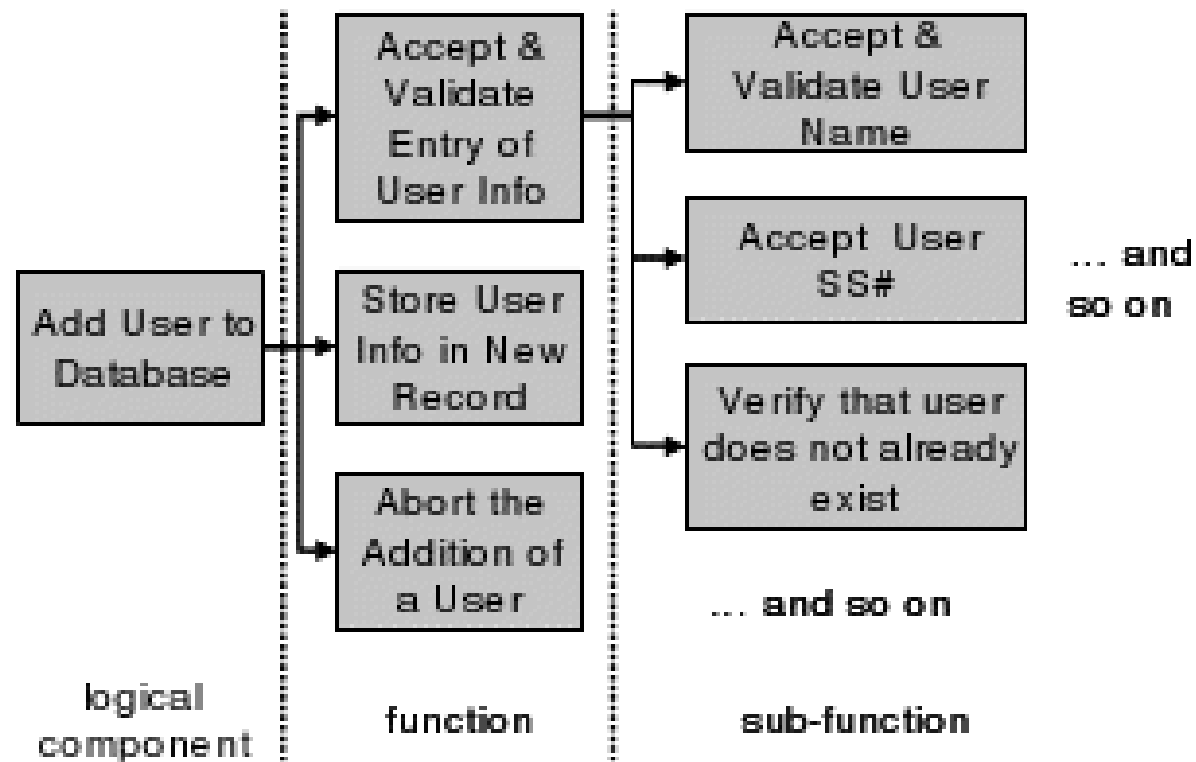 Add User to
Database
Accept &
Validate
Entry of
User Info
Store User
Info in New
Record
Abort the
Addition of
a User
Accept &
Validate User
Name
Accept User
SS#
Verify that user
does not already
exist
... and
so on
... and so on
logical
component
function
sub-function